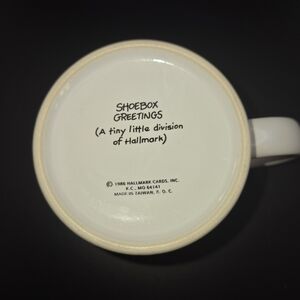 SHOEBOX
GREETINGS
(A tiny little division
of Hallmark)
© 1986 HALLMARK CARDS, INC.
K.C., MO 64141
MADE IN TAIWAN, R.O.C.